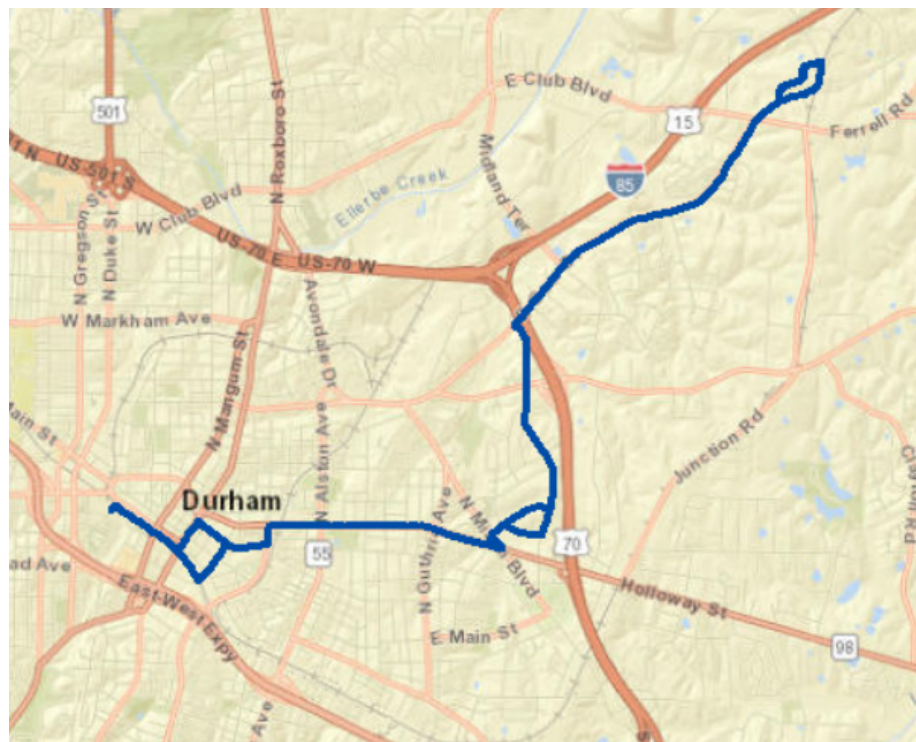 501
E Club Blvd
15
Ferrell Rd
N Roxboro St
Midland Ter
1 N US-501 S
85
Ellerbe Creek
W Club Blvd
N Gregson St
N Duke St
US-70 E US-70 W
Avondale Dr
W Markham Ave
N Mangum St
Main St
N Alston Ave
Junction Rd
Durham
N Guthrie Ave
55
70
ad Ave
East-West Expy
Holloway St
E Main St
98
Ave